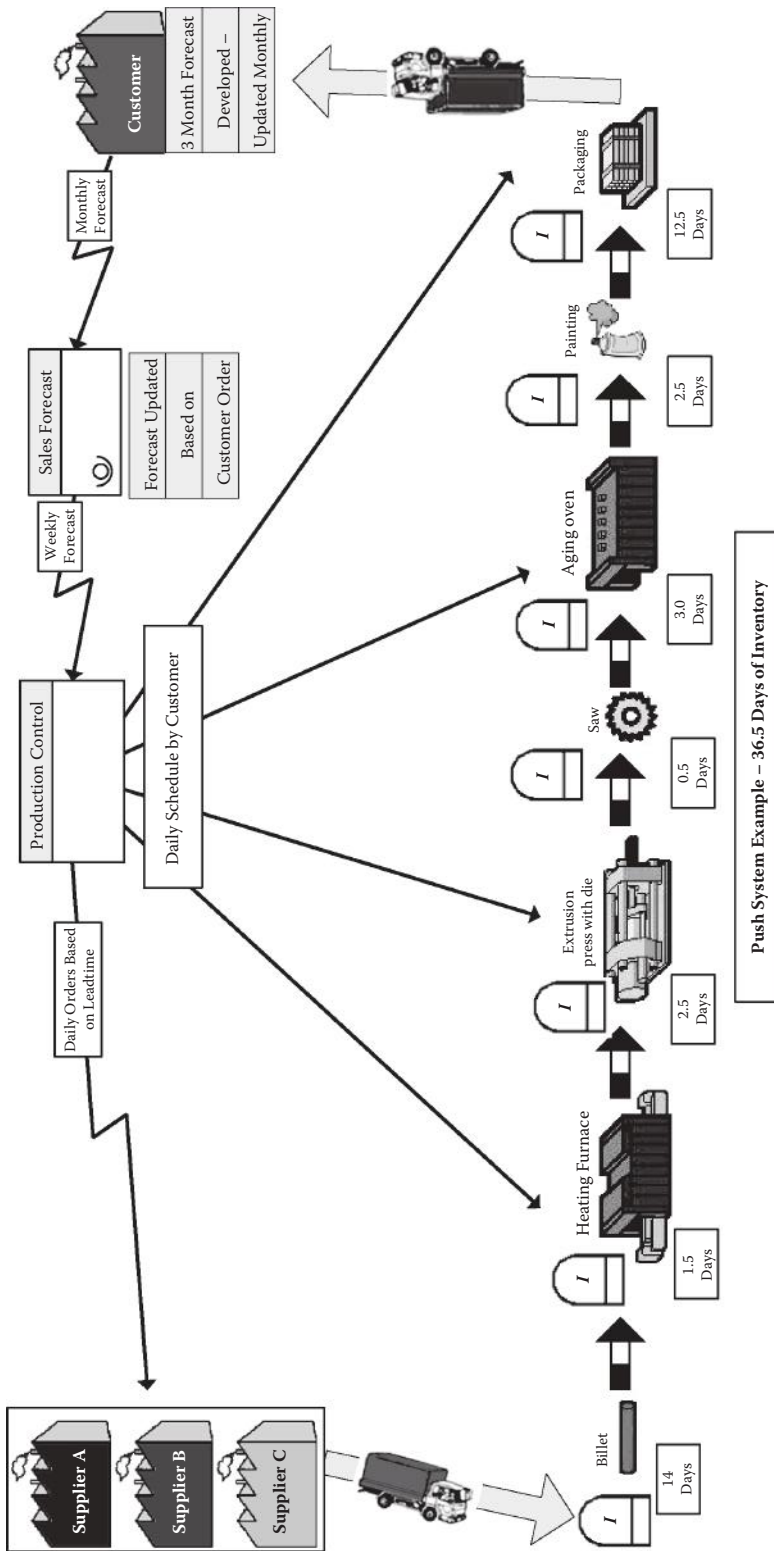 Supplier A
Supplier B
Supplier C
Daily Orders Based
on Leadtime
Production Control
Weekly
Forecast
Sales Forecast
Monthly
Forecast
Customer
3 Month Forecast
Developed –
Updated Monthly
Forecast Updated
Based on
Customer Order
Daily Schedule by Customer
I
Billet
14
Days
I
Heating Furnace
1.5
Days
I
Extrusion
press with die
2.5
Days
I
Saw
0.5
Days
I
Aging oven
3.0
Days
I
Painting
2.5
Days
I
Packaging
12.5
Days
Push System Example – 36.5 Days of Inventory